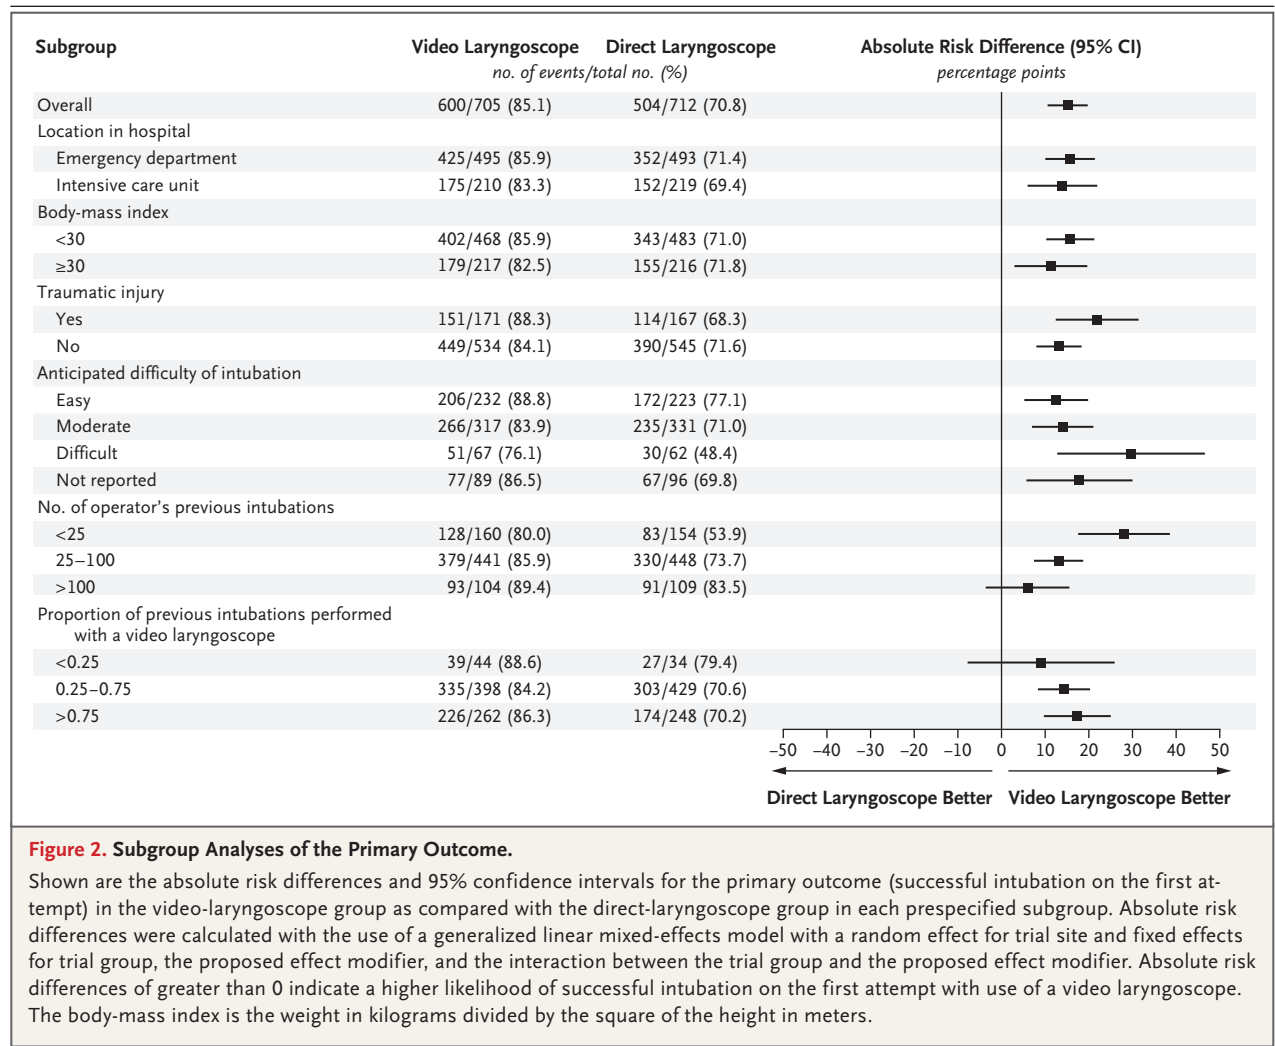 Subgroup Video Laryngoscope Direct Laryngoscope Absolute Risk Difference (95% CI)
no. of events/total no. (%) percentage points
Overall 600/705 (85.1) 504/712 (70.8)
Location in hospital
Emergency department 425/495 (85.9) 352/493 (71.4)
Intensive care unit 175/210 (83.3) 152/219 (69.4)
Body-mass index
<30 402/468 (85.9) 343/483 (71.0)
≥30 179/217 (82.5) 155/216 (71.8)
Traumatic injury
Yes 151/171 (88.3) 114/167 (68.3)
No 449/534 (84.1) 390/545 (71.6)
Anticipated difficulty of intubation
Easy 206/232 (88.8) 172/223 (77.1)
Moderate 266/317 (83.9) 235/331 (71.0)
Difficult 51/67 (76.1) 30/62 (48.4)
Not reported 77/89 (86.5) 67/96 (69.8)
No. of operator's previous intubations
<25 128/160 (80.0) 83/154 (53.9)
25–100 379/441 (85.9) 330/448 (73.7)
>100 93/104 (89.4) 91/109 (83.5)
Proportion of previous intubations performed
with a video laryngoscope
<0.25 39/44 (88.6) 27/34 (79.4)
0.25–0.75 335/398 (84.2) 303/429 (70.6)
>0.75 226/262 (86.3) 174/248 (70.2)
–50 –40 –30 –20 –10 0 10 20 30 40 50
Direct Laryngoscope Better Video Laryngoscope Better
Figure 2. Subgroup Analyses of the Primary Outcome.
Shown are the absolute risk differences and 95% confidence intervals for the primary outcome (successful intubation on the first at-
tempt) in the video-laryngoscope group as compared with the direct-laryngoscope group in each prespecified subgroup. Absolute risk
differences were calculated with the use of a generalized linear mixed-effects model with a random effect for trial site and fixed effects
for trial group, the proposed effect modifier, and the interaction between the trial group and the proposed effect modifier. Absolute risk
differences of greater than 0 indicate a higher likelihood of successful intubation on the first attempt with use of a video laryngoscope.
The body-mass index is the weight in kilograms divided by the square of the height in meters.